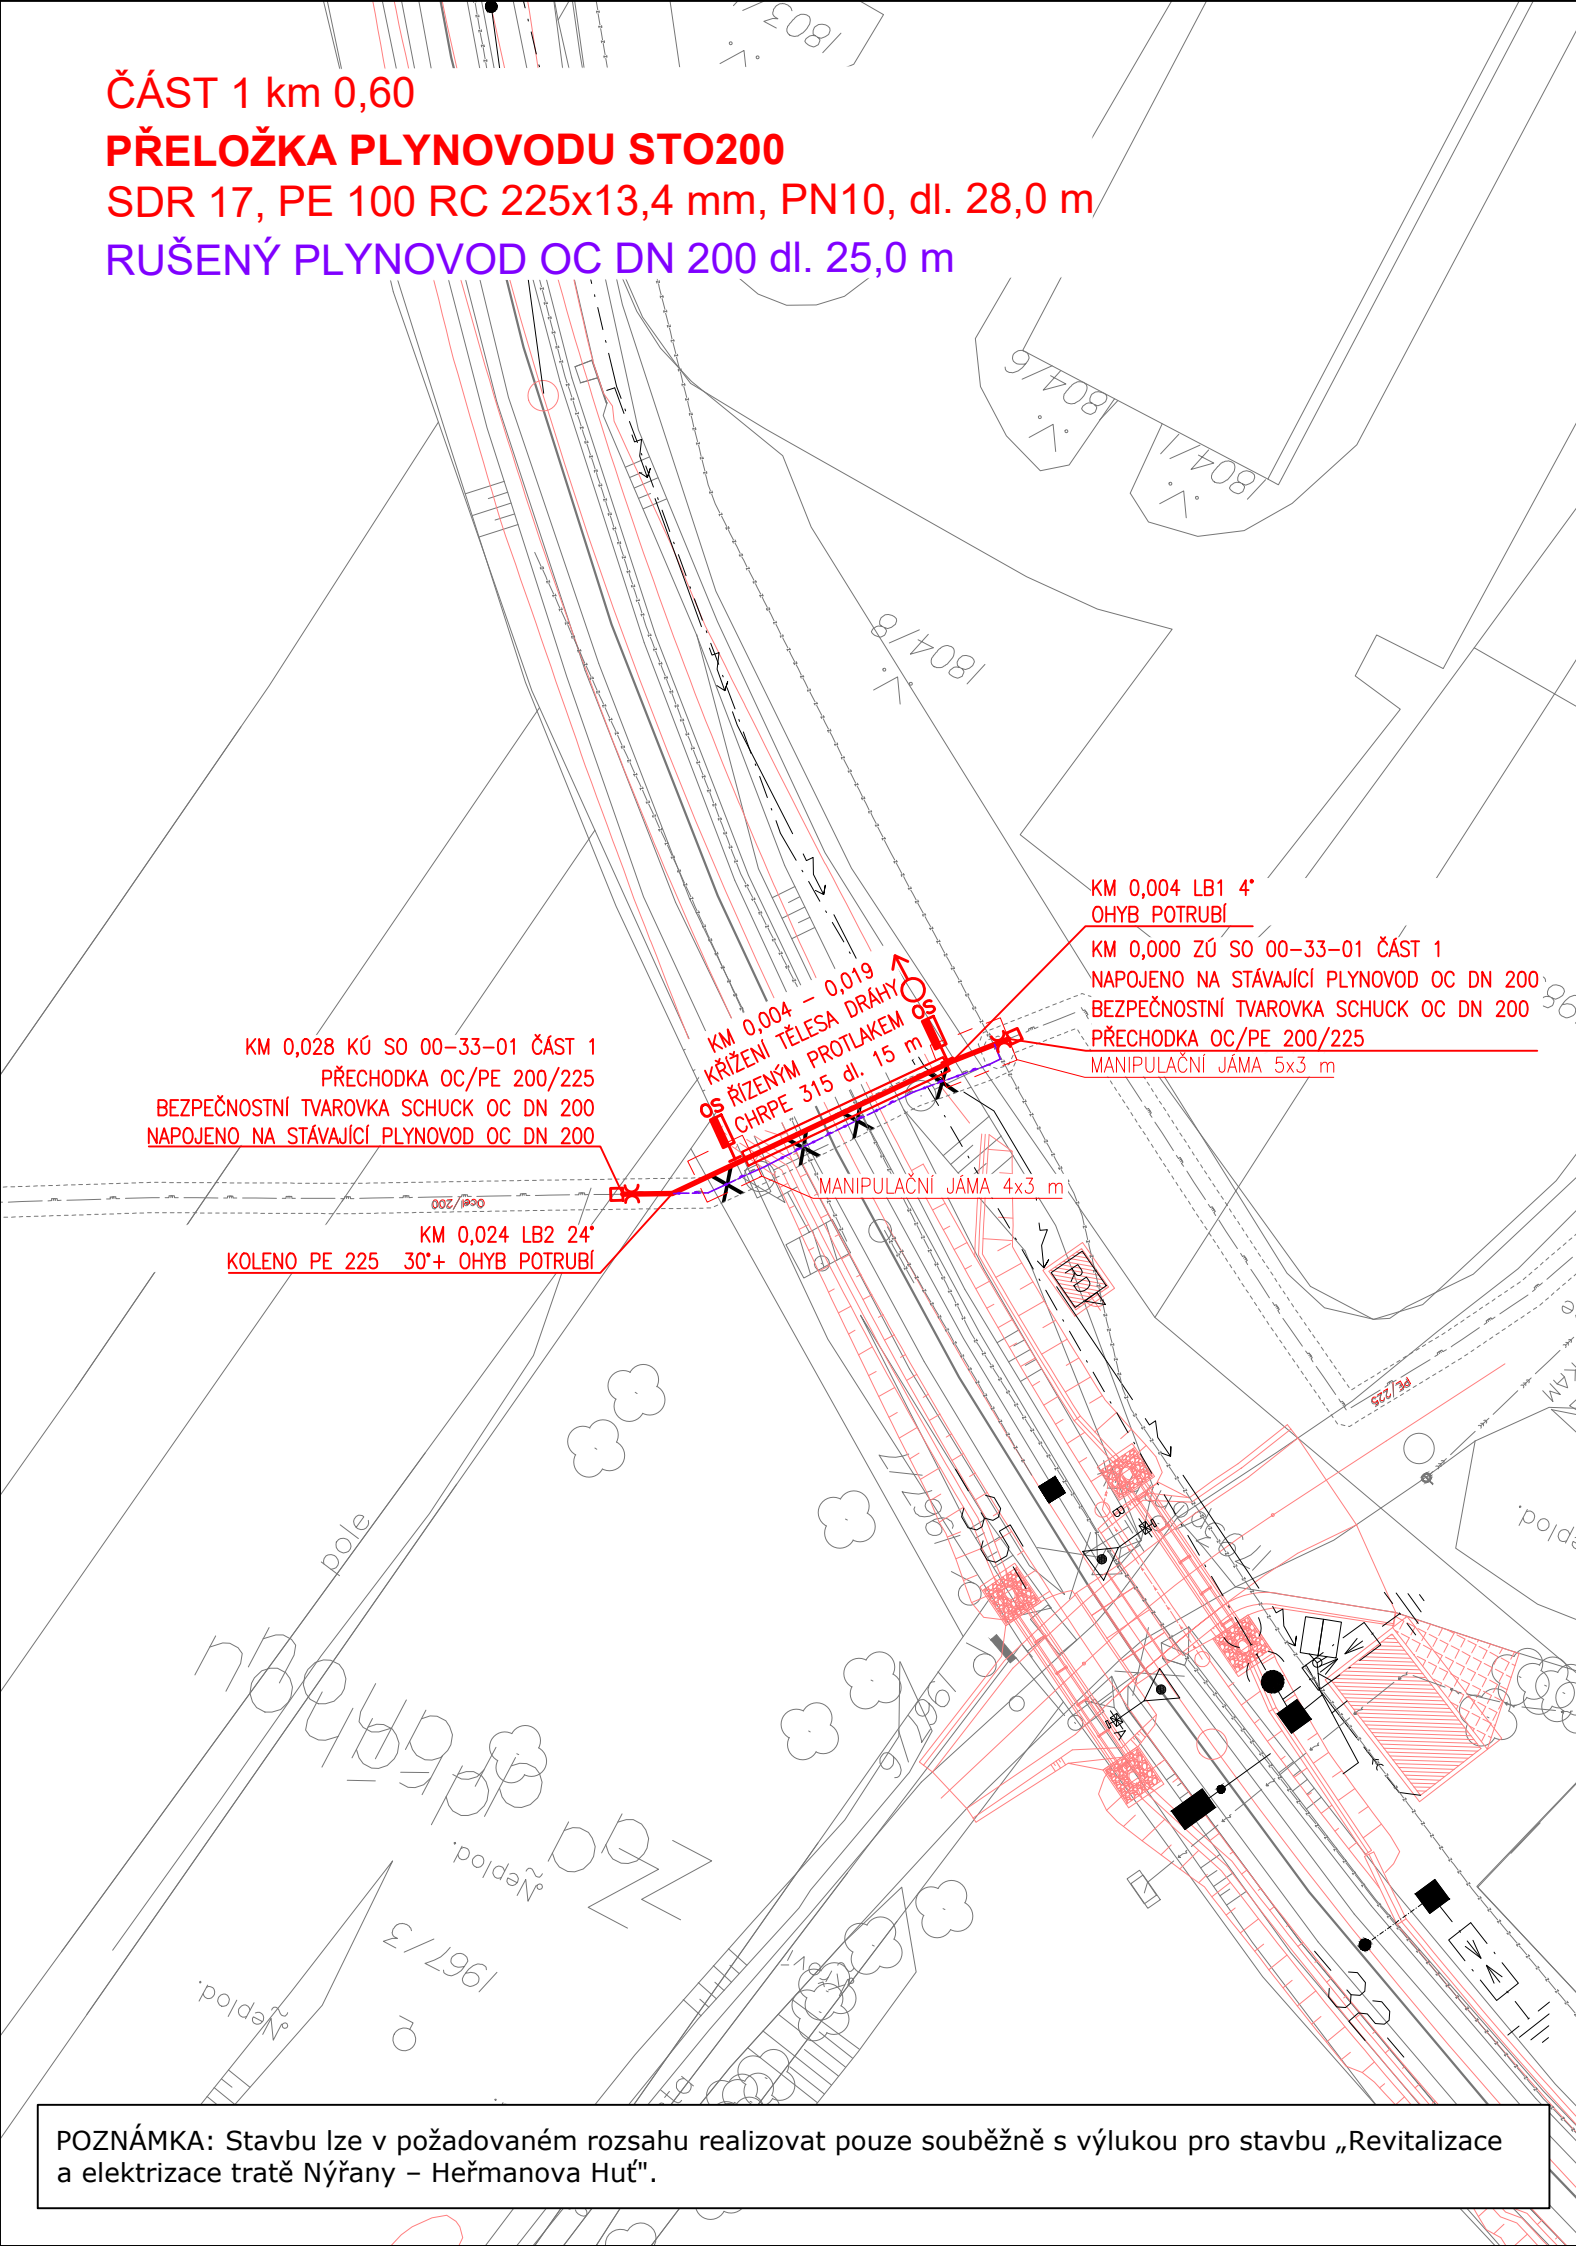 1803
V.
ČÁST 1 km 0,60
PŘELOŽKA PLYNOVODU STO200
SDR 17, PE 100 RC 225x13,4 mm, PN10, dl. 28,0 m
RUŠENÝ PLYNOVOD OC DN 200 dl. 25,0 m
1804/6
V.
1804/1
V.
1804/8
V.
KM 0,004 LB1 4°
OHYB POTRUBÍ
KM 0,000 ZÚ SO 00-33-01 ČÁST 1
NAPOJENO NA STÁVAJÍCÍ PLYNOVOD OC DN 200
BEZPEČNOSTNÍ TVAROVKA SCHUCK OC DN 200
PŘECHODKA OC/PE 200/225
MANIPULAČNÍ JÁMA 5x3 m
KM 0,004 - 0,019
KŘÍŽENÍ TĚLESA DRÁHY
ŘÍZENÝM PROTLAKEM
CHRPE 315 dl. 15 m
OS
OS
KM 0,028 KÚ SO 00-33-01 ČÁST 1
PŘECHODKA OC/PE 200/225
BEZPEČNOSTNÍ TVAROVKA SCHUCK OC DN 200
NAPOJENO NA STÁVAJÍCÍ PLYNOVOD OC DN 200
MANIPULAČNÍ JÁMA 4x3 m
Ocel/200
KM 0,024 LB2 24°
KOLENO PE 225 30°+ OHYB POTRUBÍ
RD
PE/225
pole
B
A
1967/6
Za drahou
Neplod.
1967/3
Neplod.
POZNÁMKA: Stavbu lze v požadovaném rozsahu realizovat pouze souběžně s výlukou pro stavbu „Revitalizace
a elektrizace tratě Nýřany – Heřmanova Huť".